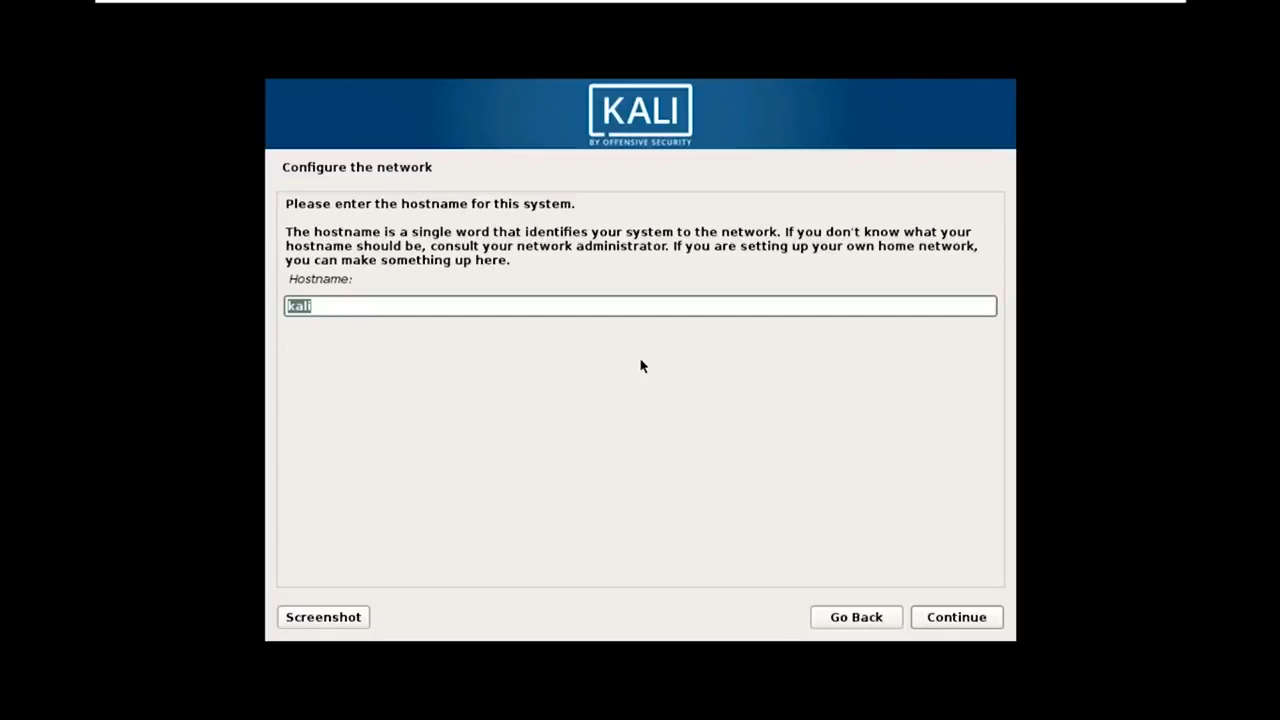 KALI
BY OFFENSIVE SECURITY
Configure the network
Please enter the hostname for this system.
The hostname is a single word that identifies your system to the network. If you don't know what your
hostname should be, consult your network administrator. If you are setting up your own home network,
you can make something up here.
Hostname:
kali
Screenshot
Go Back
Continue